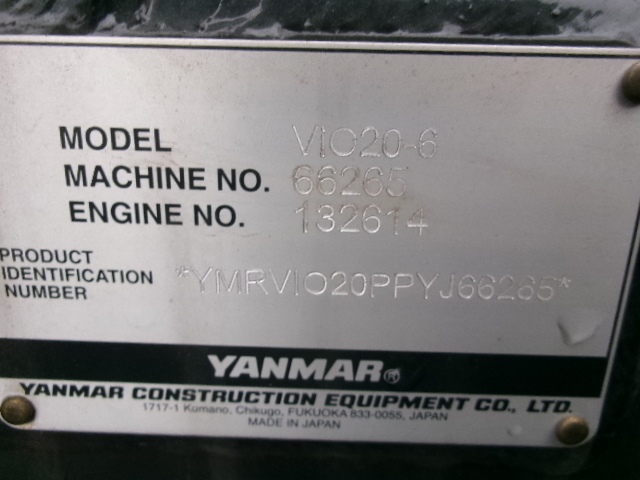 MODEL VIO20-6
MACHINE NO. 66265
ENGINE NO. 132614
PRODUCT
IDENTIFICATION
NUMBER *YMRVIO20PPYJ66265*
YANMAR®
YANMAR CONSTRUCTION EQUIPMENT CO., LTD.
1717-1 Kumano, Chikugo, FUKUOKA 833-0055, JAPAN
MADE IN JAPAN